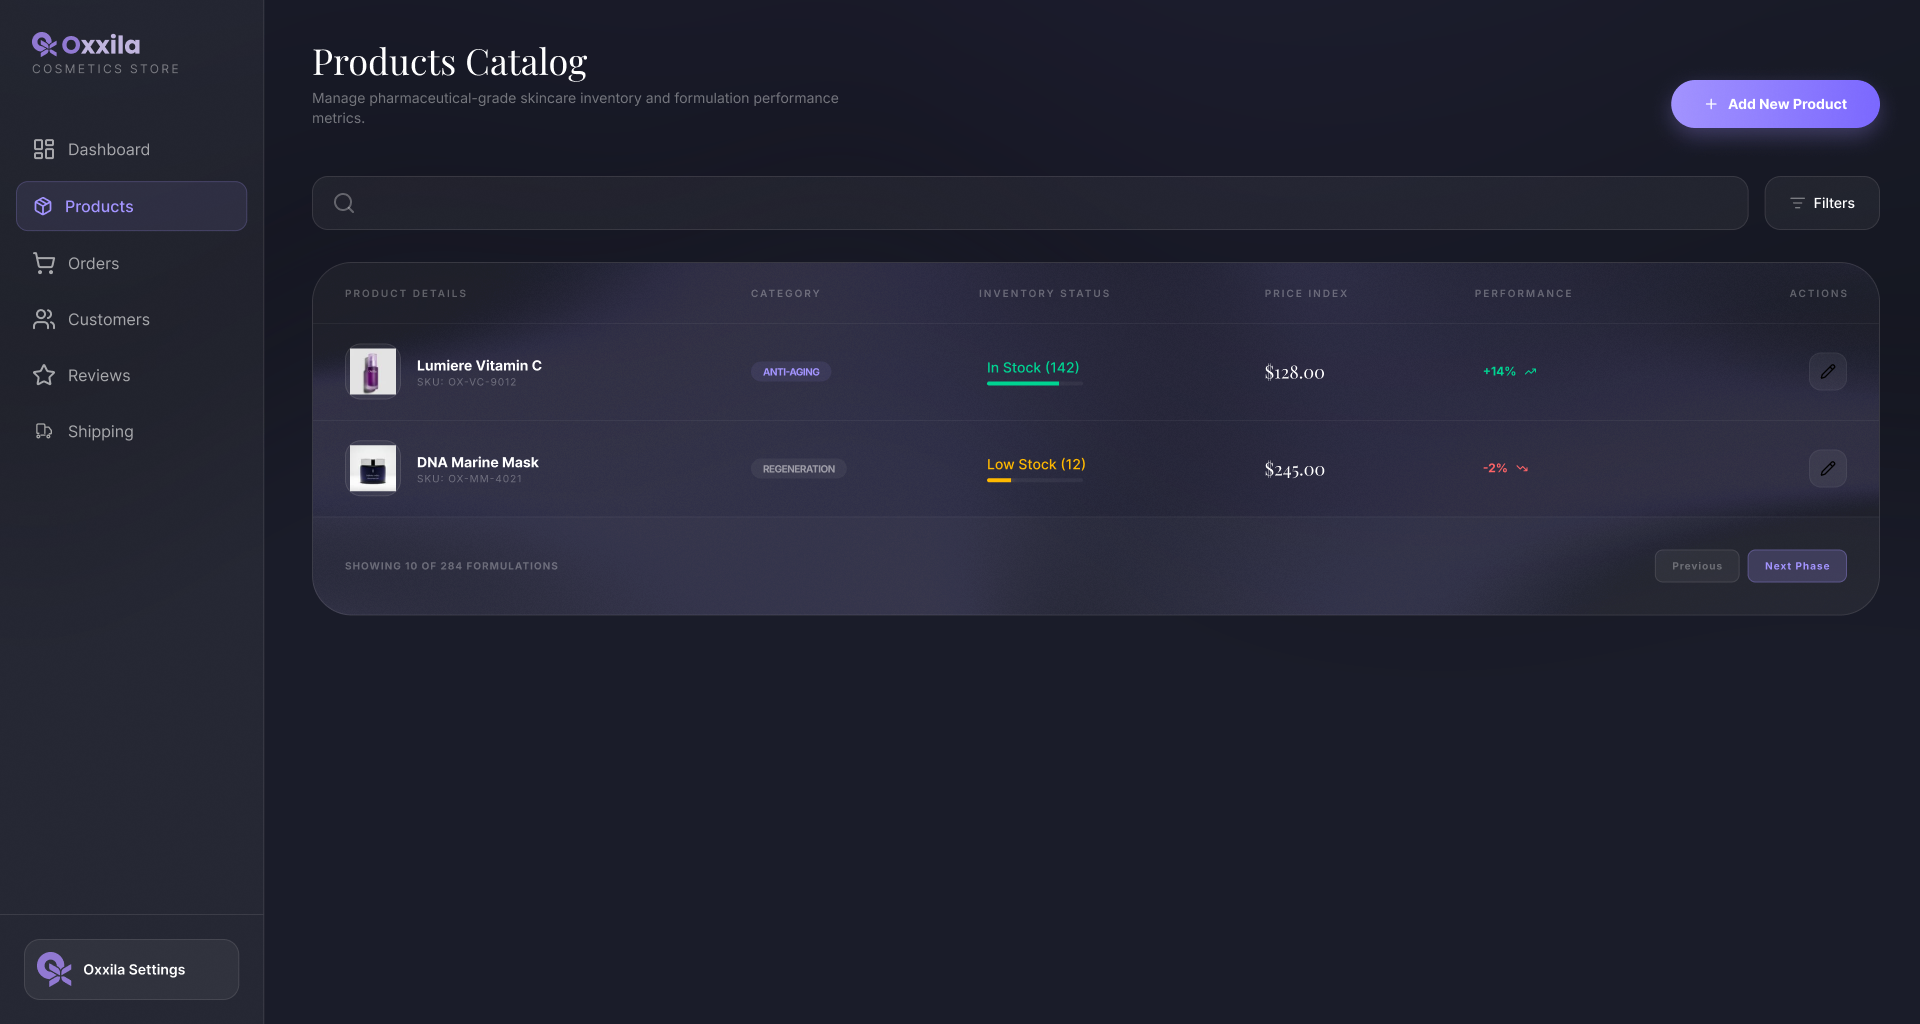 Oxxila
COSMETICS STORE
Dashboard
Products
Orders
Customers
Reviews
Shipping
Oxxila Settings
Products Catalog
Manage pharmaceutical-grade skincare inventory and formulation performance
metrics.
+ Add New Product
Filters
PRODUCT DETAILS CATEGORY INVENTORY STATUS PRICE INDEX PERFORMANCE ACTIONS
Lumiere Vitamin C
SKU: OX-VC-9012
ANTI-AGING
In Stock (142)
$128.00
+14%
DNA Marine Mask
SKU: OX-MM-4021
REGENERATION
Low Stock (12)
$245.00
-2%
SHOWING 10 OF 284 FORMULATIONS
Previous
Next Phase